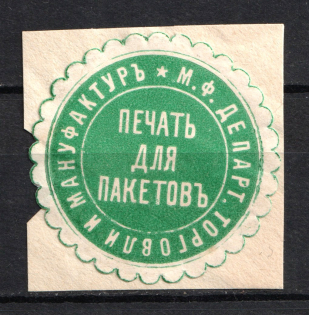 ★ М. Ф. ДЕПАРТ. ТОРГОВЛИ И МАНУФАКТУРЪ
ПЕЧАТЬ
ДЛЯ
ПАКЕТОВЪ